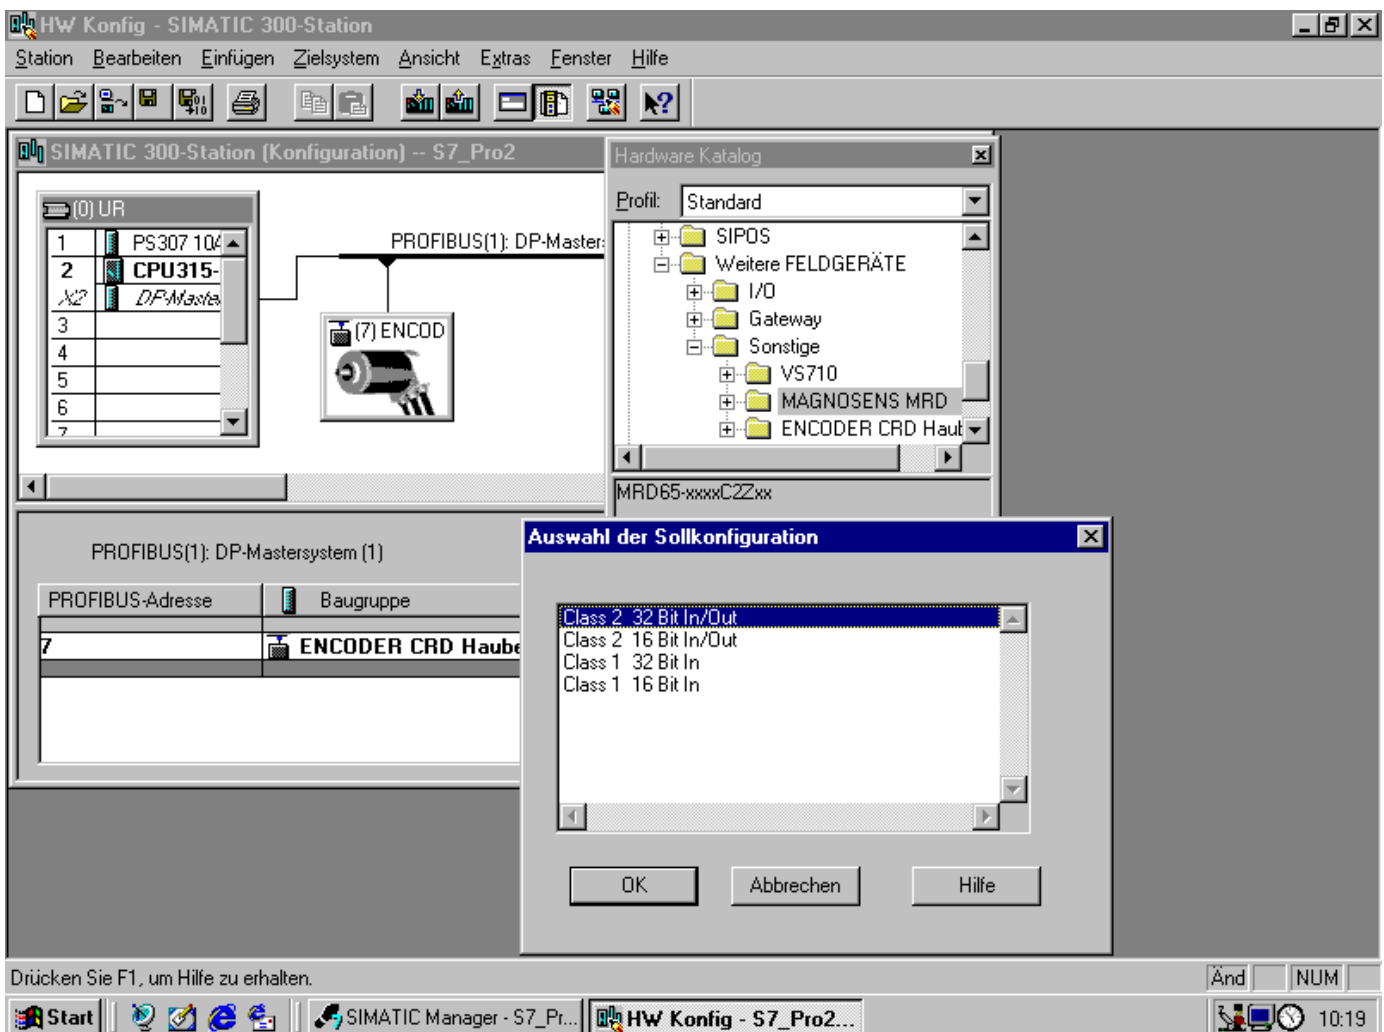 HW Konfig - SIMATIC 300-Station
Station Bearbeiten Einfügen Zielsystem Ansicht Extras Fenster Hilfe
SIMATIC 300-Station (Konfiguration) -- S7_Pro2
(0) UR
1 PS307 10A
2 CPU315-
X2 DP-Master
3
4
5
6
7
PROFIBUS(1): DP-Masters
(7) ENCOD
Hardware Katalog
Profil: Standard
SIPOS
Weitere FELDGERÄTE
I/O
Gateway
Sonstige
VS710
MAGNOSENS MRD
ENCODER CRD Haub
MRD65-xxxxC2Zxx
PROFIBUS(1): DP-Mastersystem (1)
PROFIBUS-Adresse Baugruppe
7 ENCODER CRD Haube
Auswahl der Sollkonfiguration
Class 2 32 Bit In/Out
Class 2 16 Bit In/Out
Class 1 32 Bit In
Class 1 16 Bit In
OK Abbrechen Hilfe
Drücken Sie F1, um Hilfe zu erhalten.
Änd NUM
Start SIMATIC Manager - S7_Pr... HW Konfig - S7_Pro2... 10:19